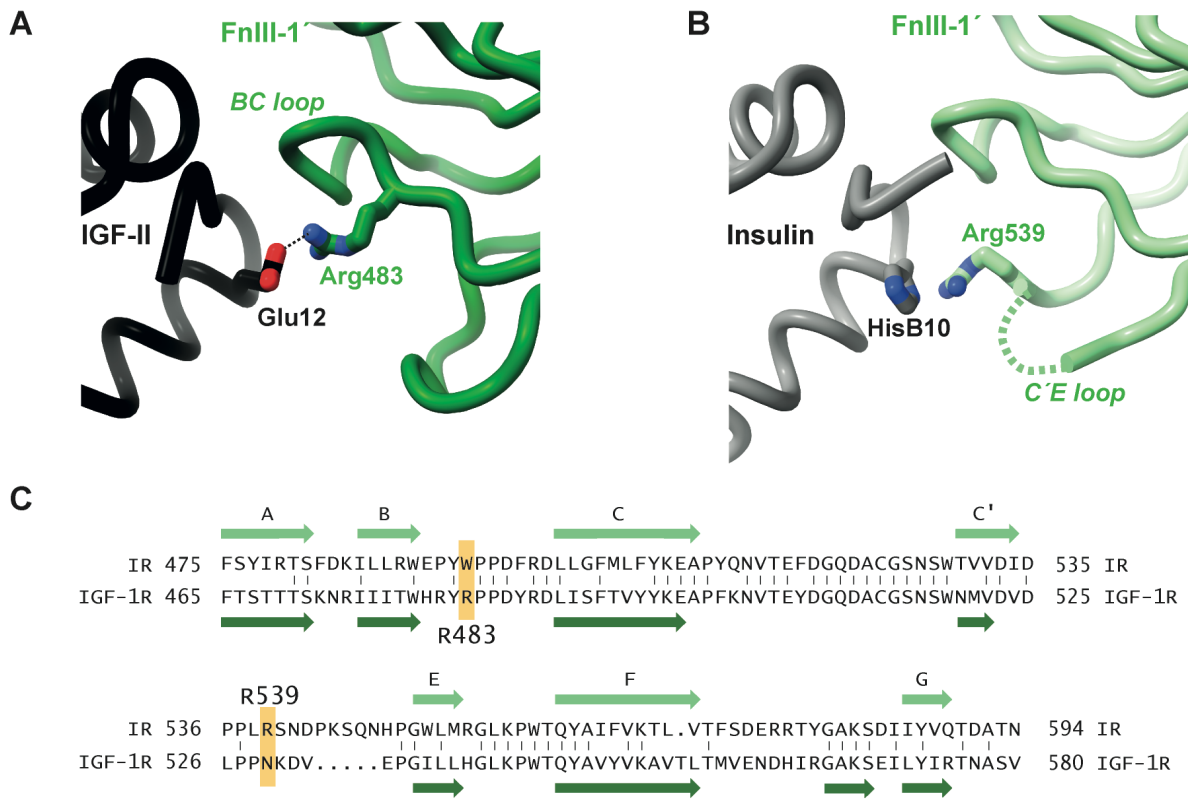 A
FnIII-1´
BC loop
IGF-II
Arg483
Glu12
B
FnIII-1´
Insulin
Arg539
HisB10
C´E loop
C
A B C C'
IR 475 FSYIRTSFDKILLRWEPYWPPDFRDLLGFMLFYKEAPYQNVTEFDGQDACGSNSWTVVDID 535 IR
IGF-1R 465 FTSTTTSKNRIIITWHRYRPPDYRDLISFTVYYKEAPFKNVTEYDGQDACGSNSWNMVDVD 525 IGF-1R
R483
R539 E F G
IR 536 PPLRSNDPKSQNHPGWLMRGLKPWTQYAIFVKTL.VTFSDERRTYGAKSDIIYVQTDATN 594 IR
IGF-1R 526 LPPNKDV.....EPGILLHGLKPWTQYAVYVKAVTLTMVENDHIRGAKSEILYIRTNASV 580 IGF-1R